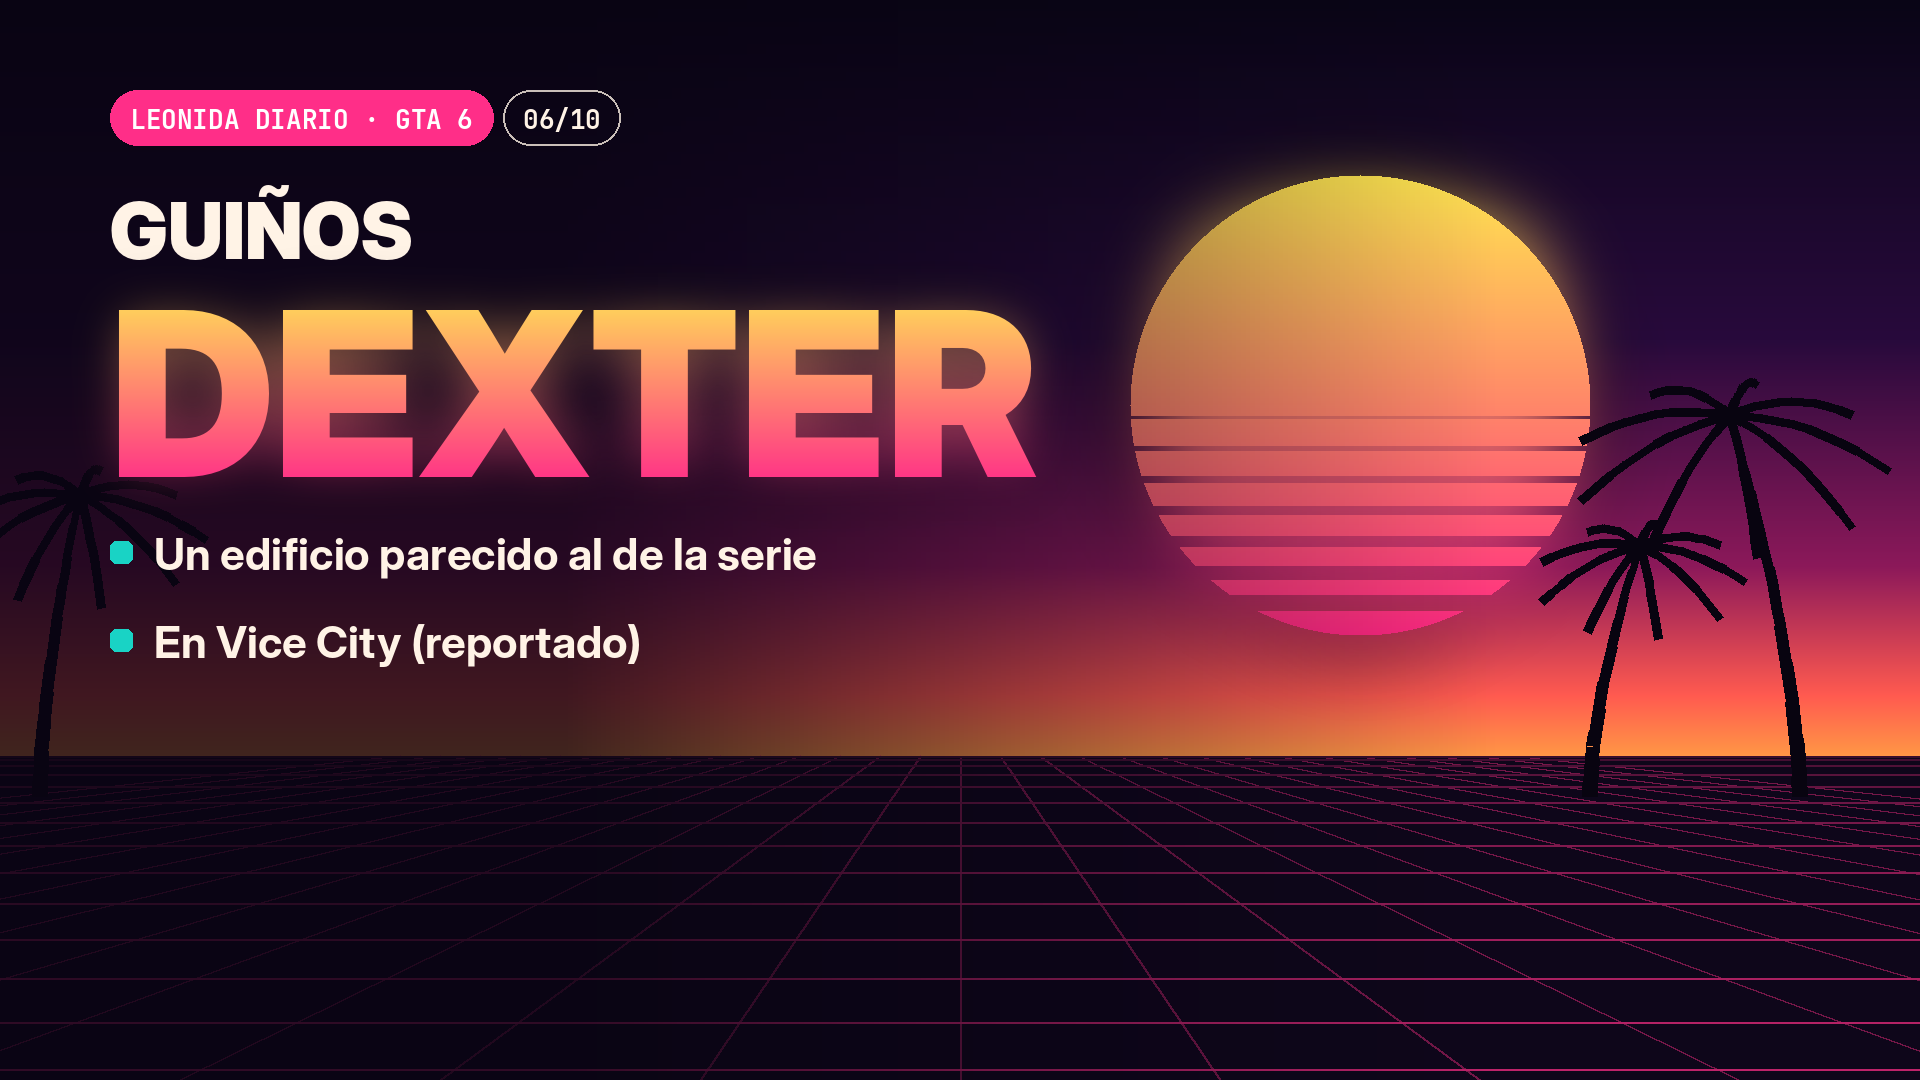 LEONIDA DIARIO · GTA 6
06/10
GUIÑOS
DEXTER
Un edificio parecido al de la serie
En Vice City (reportado)